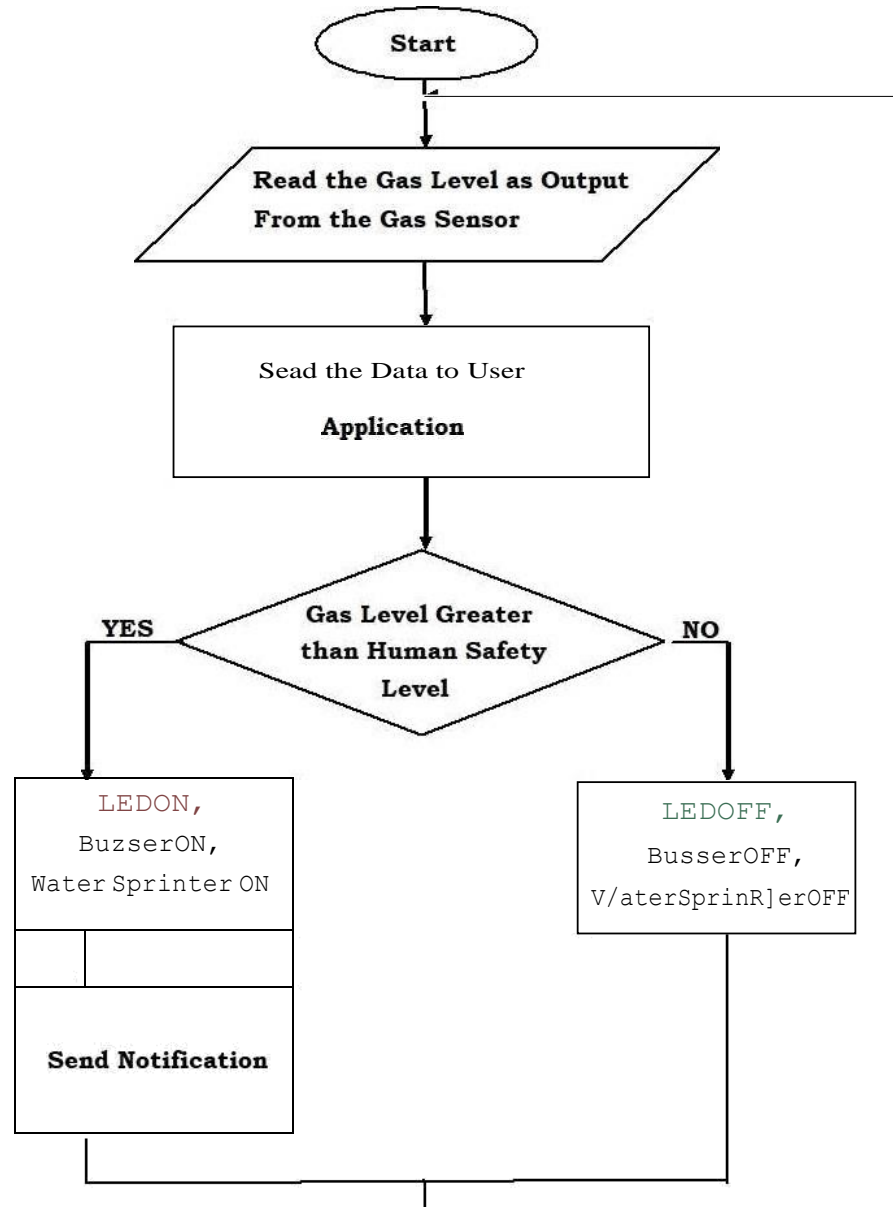 Start
Read the Gas Level as Output
From the Gas Sensor
Sead the Data to User
Application
Gas Level Greater
than Human Safety
Level
YES
NO
LEDON,
BuzserON,
Water Sprinter ON
LEDOFF,
BusserOFF,
V/aterSprinR]erOFF
Send Notification